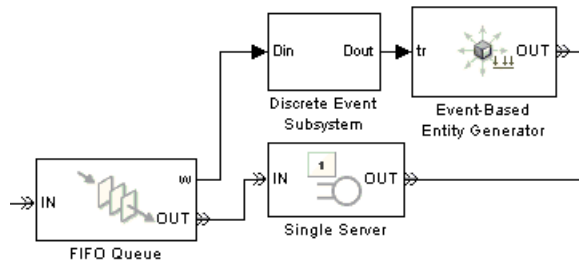 Din Dout tr OUT
Discrete Event
Subsystem
Event-Based
Entity Generator
w
IN OUT
1
IN OUT
FIFO Queue
Single Server